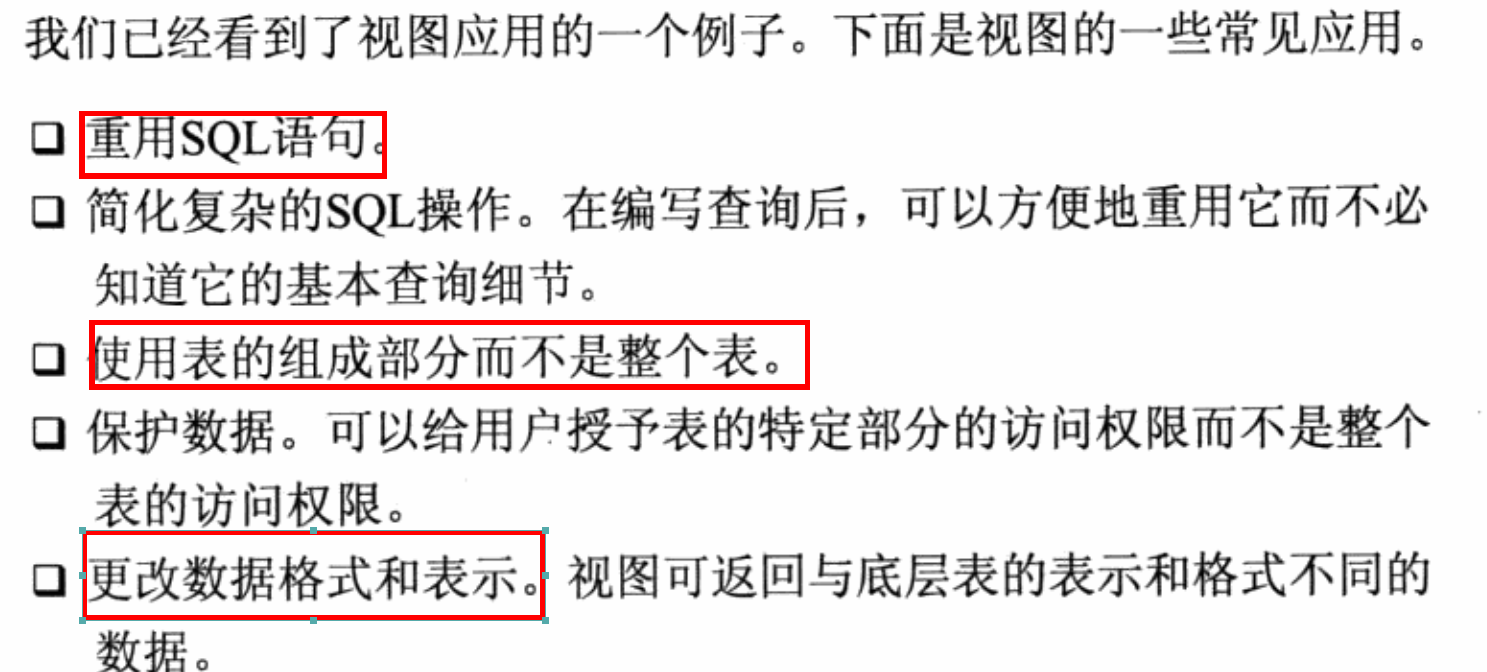 我们已经看到了视图应用的一个例子。下面是视图的一些常见应用。
❑ 重用SQL语句。
❑ 简化复杂的SQL操作。在编写查询后，可以方便地重用它而不必
知道它的基本查询细节。
❑ 使用表的组成部分而不是整个表。
❑ 保护数据。可以给用户授予表的特定部分的访问权限而不是整个
表的访问权限。
❑ 更改数据格式和表示。视图可返回与底层表的表示和格式不同的
数据。